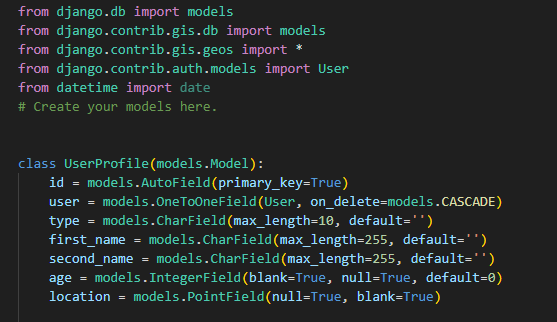 from django.db import models
from django.contrib.gis.db import models
from django.contrib.gis.geos import *
from django.contrib.auth.models import User
from datetime import date
# Create your models here.
class UserProfile(models.Model):
    id = models.AutoField(primary_key=True)
    user = models.OneToOneField(User, on_delete=models.CASCADE)
    type = models.CharField(max_length=10, default='')
    first_name = models.CharField(max_length=255, default='')
    second_name = models.CharField(max_length=255, default='')
    age = models.IntegerField(blank=True, null=True, default=0)
    location = models.PointField(null=True, blank=True)